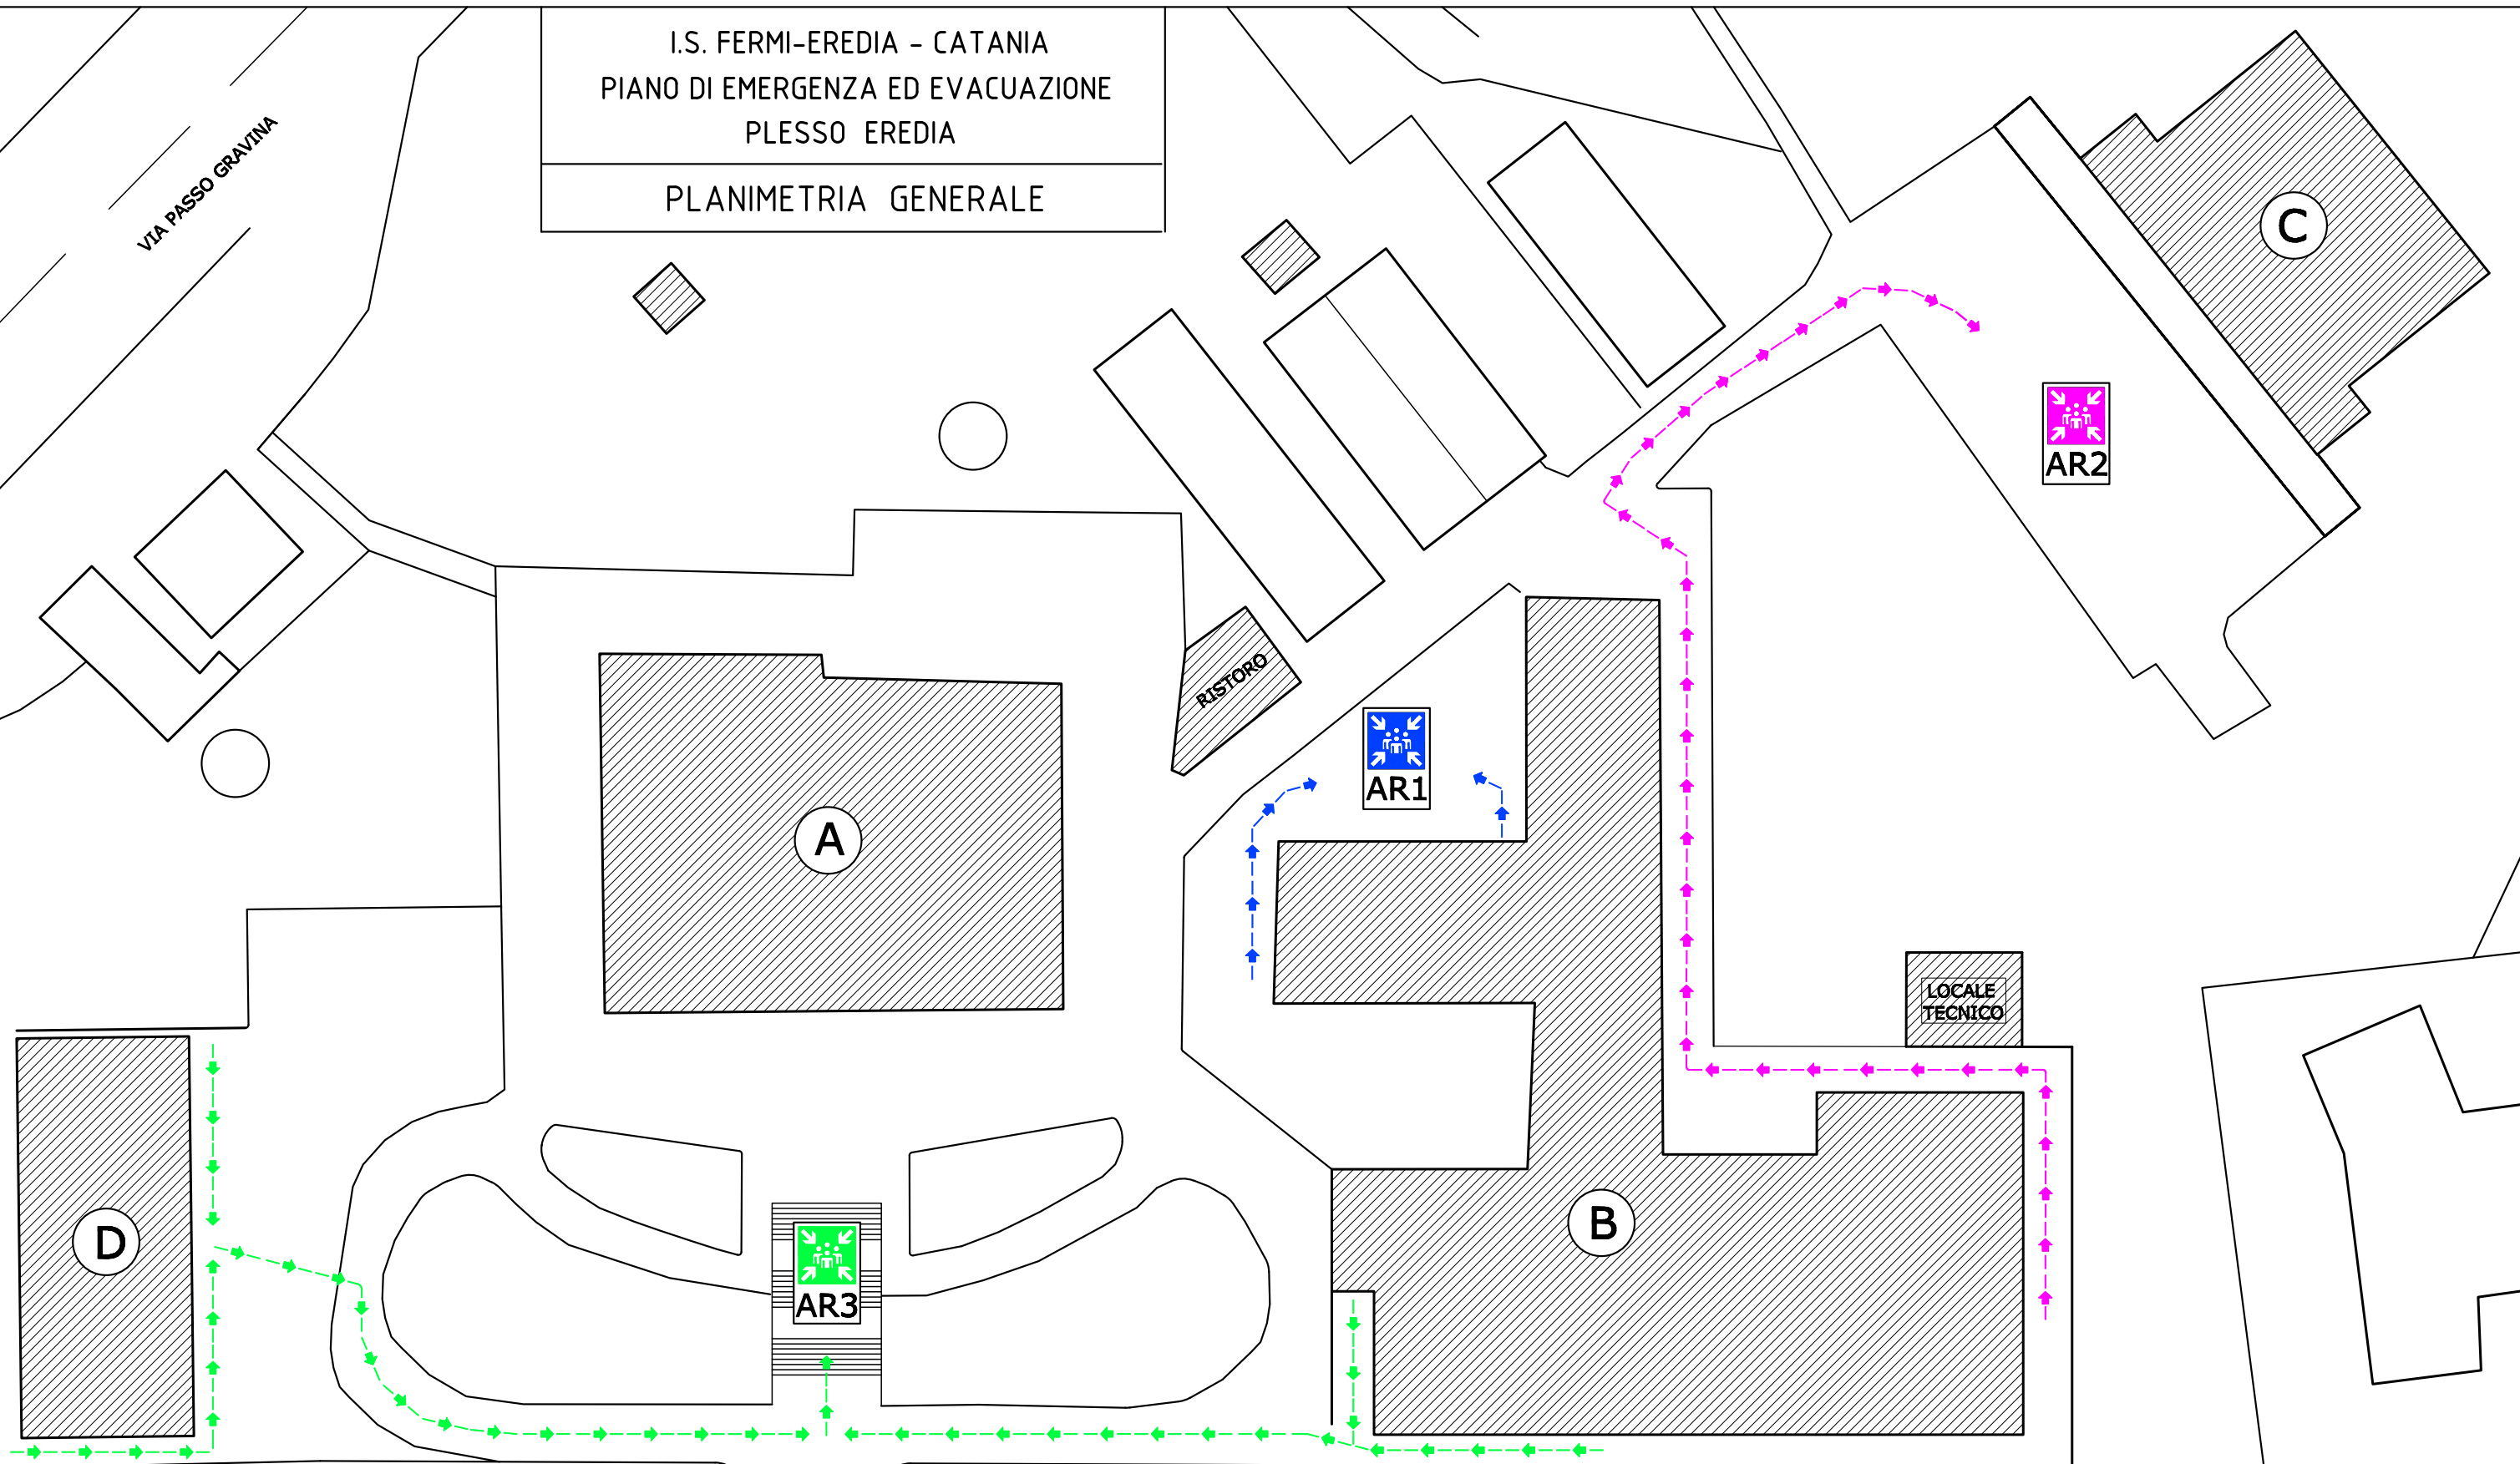 I.S. FERMI-EREDIA - CATANIA
PIANO DI EMERGENZA ED EVACUAZIONE
PLESSO EREDIA
PLANIMETRIA GENERALE
VIA PASSO GRAVINA
C
AR2
RISTORO
AR1
A
LOCALE
TECNICO
D
B
AR3